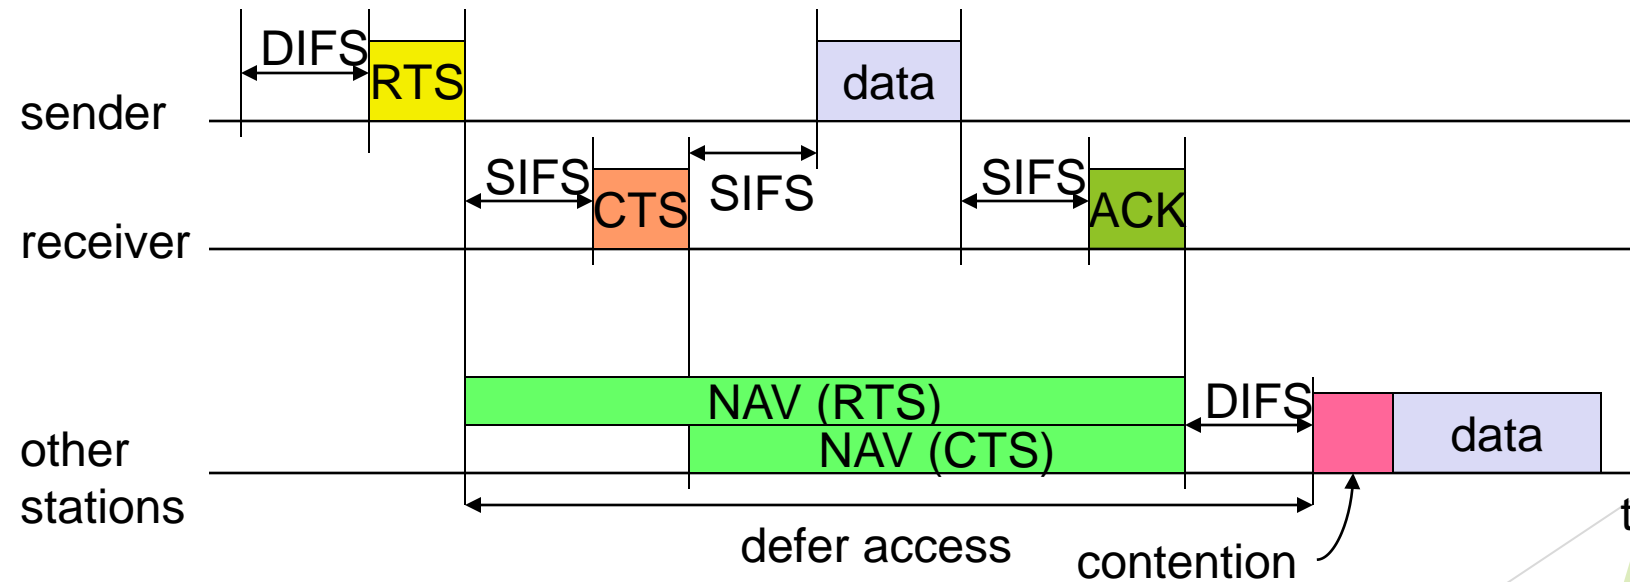 DIFS
RTS
data
sender
SIFS
CTS
SIFS
SIFS
ACK
receiver
NAV (RTS)
DIFS
NAV (CTS)
data
other
stations
t
defer access
contention